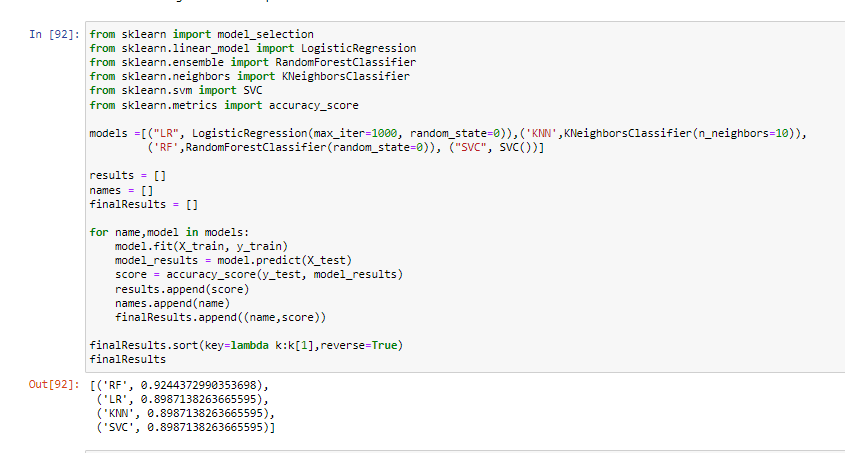 In [92]: from sklearn import model_selection
from sklearn.linear_model import LogisticRegression
from sklearn.ensemble import RandomForestClassifier
from sklearn.neighbors import KNeighborsClassifier
from sklearn.svm import SVC
from sklearn.metrics import accuracy_score
models =[("LR", LogisticRegression(max_iter=1000, random_state=0)),('KNN',KNeighborsClassifier(n_neighbors=10)),
('RF',RandomForestClassifier(random_state=0)), ("SVC", SVC())]
results = []
names = []
finalResults = []
for name,model in models:
model.fit(X_train, y_train)
model_results = model.predict(X_test)
score = accuracy_score(y_test, model_results)
results.append(score)
names.append(name)
finalResults.append((name,score))
finalResults.sort(key=lambda k:k[1],reverse=True)
finalResults
Out[92]: [('RF', 0.9244372990353698),
('LR', 0.8987138263665595),
('KNN', 0.8987138263665595),
('SVC', 0.8987138263665595)]